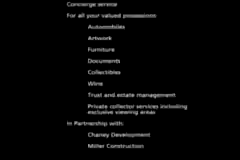 Concierge service
For all your valued possessions:
Automobiles
Artwork
Furniture
Documents
Collectibles
Wine
Trust and estate management
Private collector services including
exclusive viewing areas
In Partnership with:
Chaney Development
Miller Construction